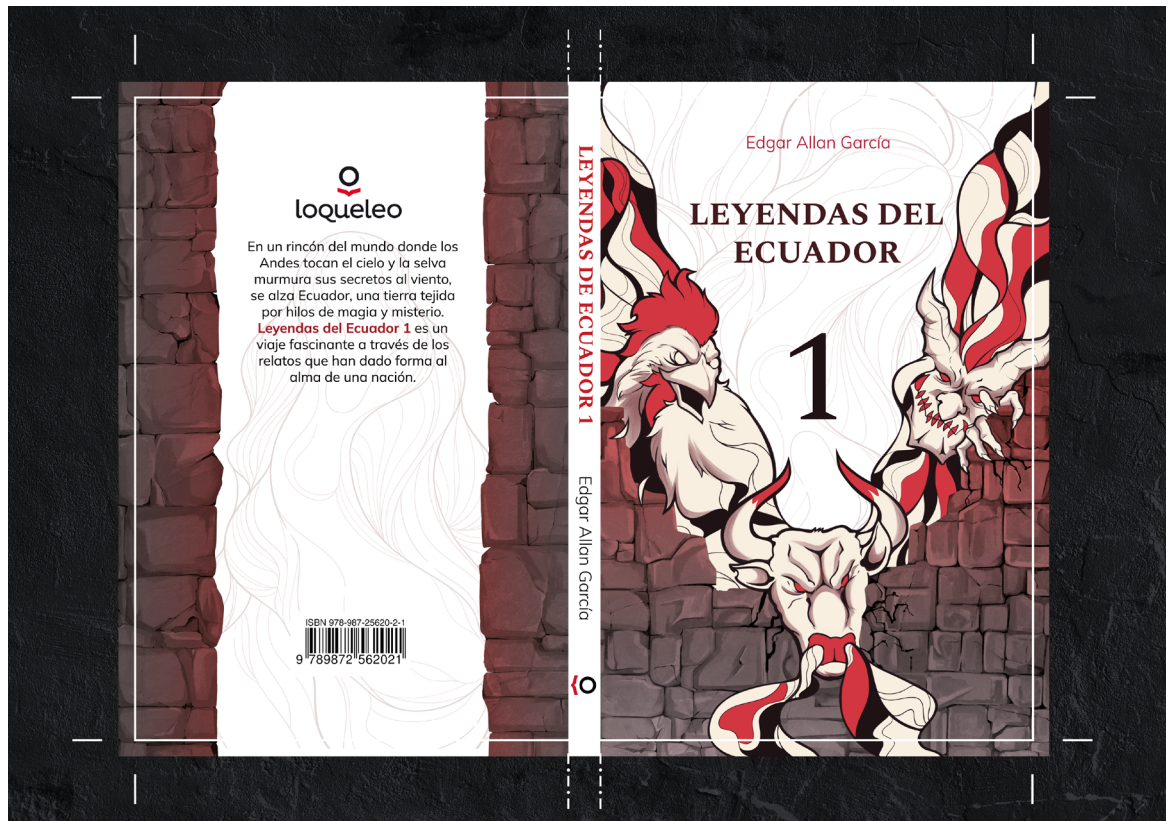 loqueleo
En un rincón del mundo donde los
Andes tocan el cielo y la selva
murmura sus secretos al viento,
se alza Ecuador, una tierra tejida
por hilos de magia y misterio.
Leyendas del Ecuador 1 es un
viaje fascinante a través de los
relatos que han dado forma al
alma de una nación.
ISBN 978-987-25620-2-1
9 789872 562021
LEYENDAS DE ECUADOR 1
Edgar Allan García
Edgar Allan García
LEYENDAS DEL
ECUADOR
1